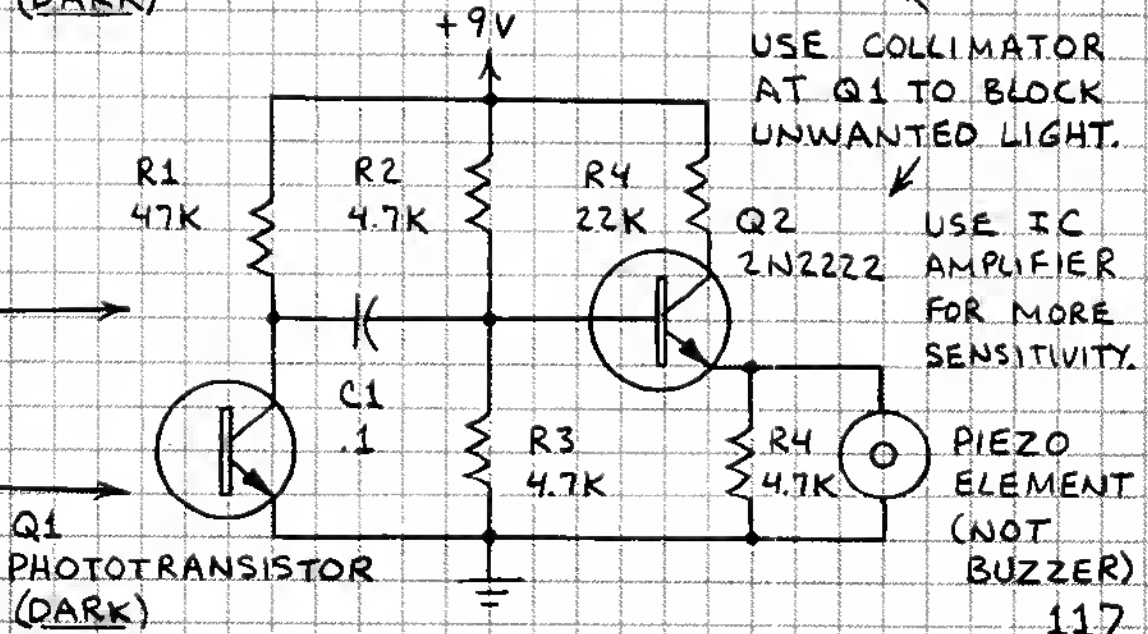 (DARK)
+9V
USE COLLIMATOR
AT Q1 TO BLOCK
UNWANTED LIGHT.
R1
47K
R2
4.7K
R4
22K
Q2
2N2222
USE IC
AMPLIFIER
FOR MORE
SENSITIVITY.
C1
.1
R3
4.7K
R4
4.7K
PIEZO
ELEMENT
(NOT
BUZZER)
Q1
PHOTOTRANSISTOR
(DARK)
117